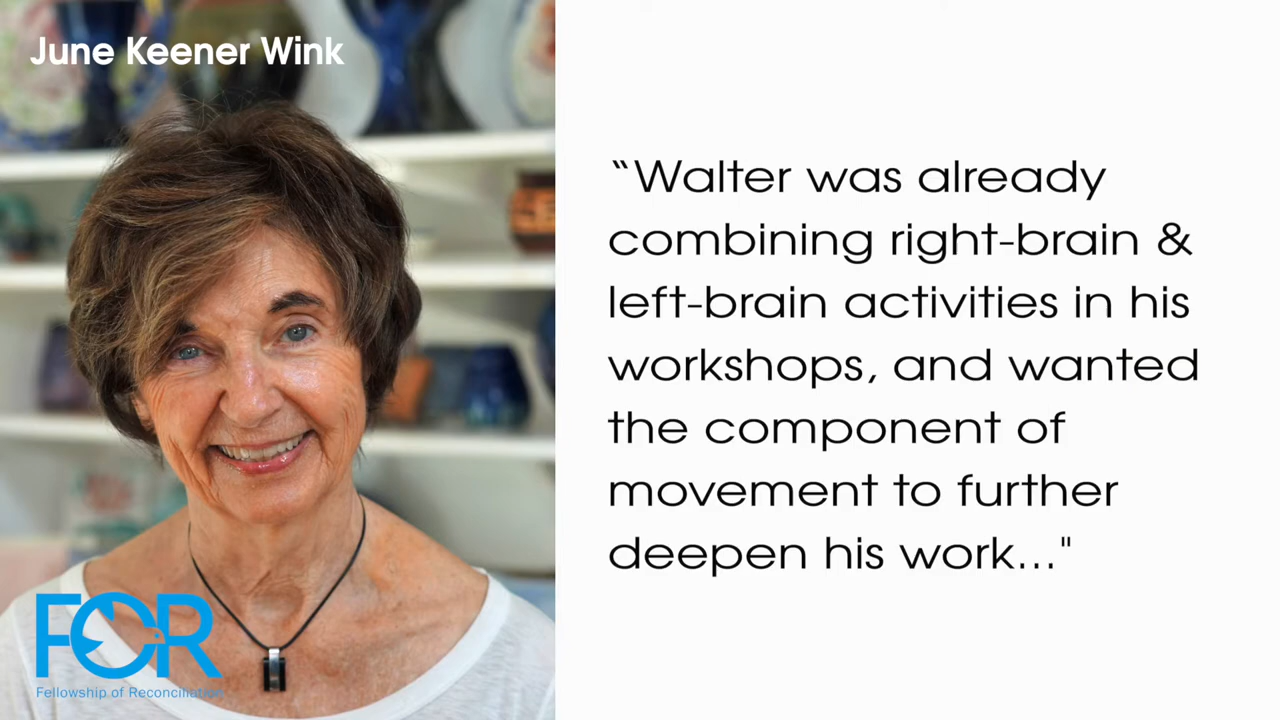 June Keener Wink
“Walter was already
combining right-brain &
left-brain activities in his
workshops, and wanted
the component of
movement to further
deepen his work..."
FOR
Fellowship of Reconciliation